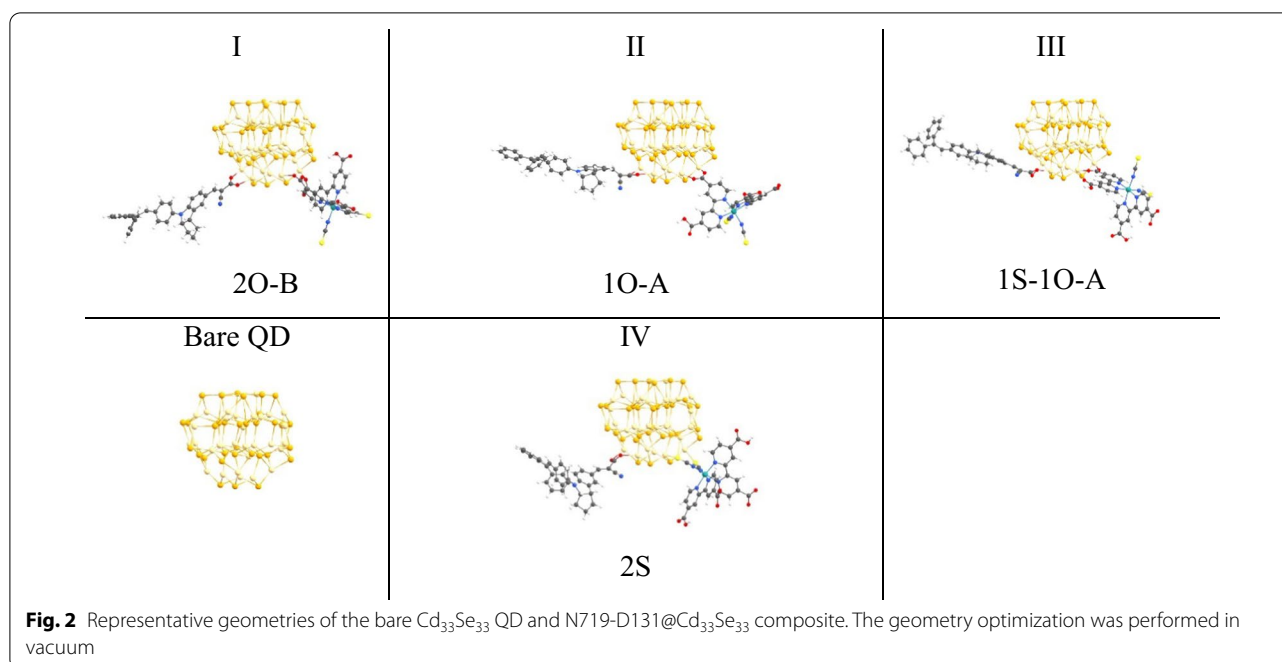 I
II
III
2O-B
1O-A
1S-1O-A
Bare QD
IV
2S
Fig. 2 Representative geometries of the bare Cd₃₃Se₃₃ QD and N719-D131@Cd₃₃Se₃₃ composite. The geometry optimization was performed in
vacuum